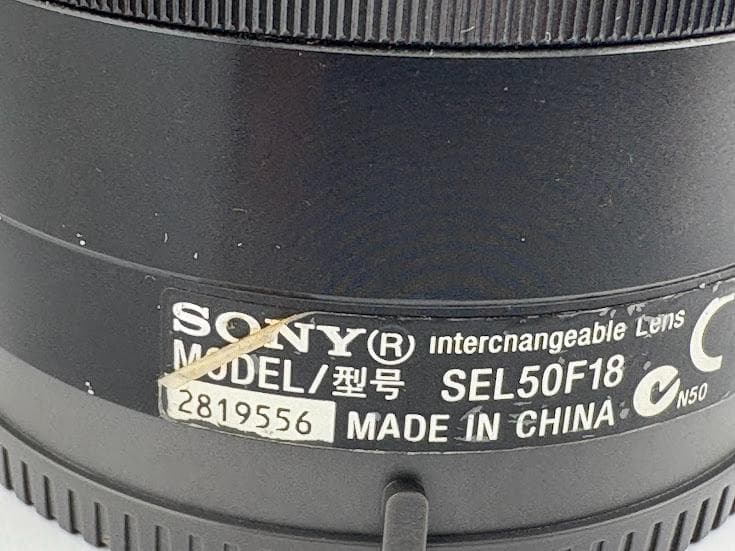 SONY® Interchangeable Lens
MODEL/型号 SEL50F18
2819556 MADE IN CHINA N50